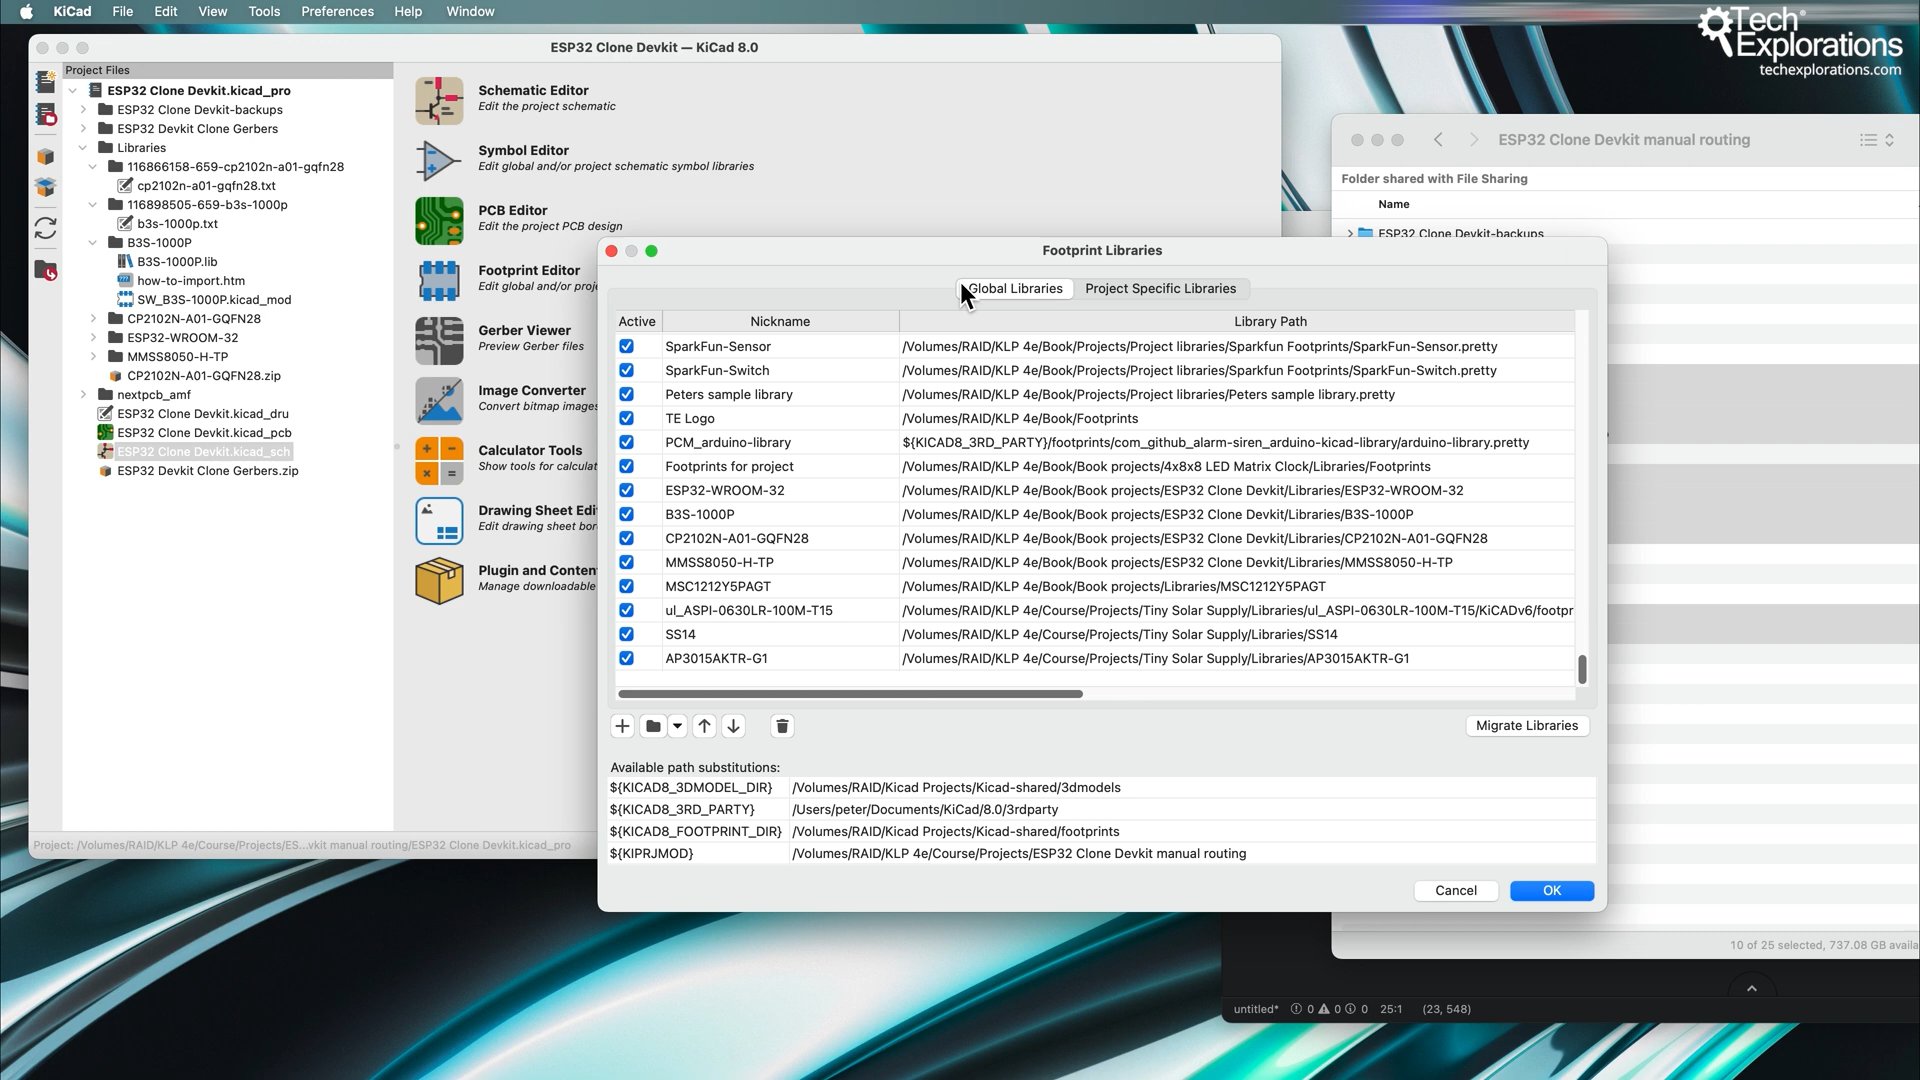 KiCad File Edit View Tools Preferences Help Window
Tech Explorations
techexplorations.com
ESP32 Clone Devkit — KiCad 8.0
Project Files
ESP32 Clone Devkit.kicad_pro
ESP32 Clone Devkit-backups
ESP32 Devkit Clone Gerbers
Libraries
116866158-659-cp2102n-a01-gqfn28
cp2102n-a01-gqfn28.txt
116898505-659-b3s-1000p
b3s-1000p.txt
B3S-1000P
B3S-1000P.lib
how-to-import.htm
SW_B3S-1000P.kicad_mod
CP2102N-A01-GQFN28
ESP32-WROOM-32
MMSS8050-H-TP
CP2102N-A01-GQFN28.zip
nextpcb_amf
ESP32 Clone Devkit.kicad_dru
ESP32 Clone Devkit.kicad_pcb
ESP32 Clone Devkit.kicad_sch
ESP32 Devkit Clone Gerbers.zip
Project: /Volumes/RAID/KLP 4e/Course/Projects/ES...vkit manual routing/ESP32 Clone Devkit.kicad_pro
Schematic Editor
Edit the project schematic
Symbol Editor
Edit global and/or project schematic symbol libraries
PCB Editor
Edit the project PCB design
Footprint Editor
Edit global and/or proje
Gerber Viewer
Preview Gerber files
Image Converter
Convert bitmap images
Calculator Tools
Show tools for calculat
Drawing Sheet Edi
Edit drawing sheet bor
Plugin and Conten
Manage downloadable
ESP32 Clone Devkit manual routing
Folder shared with File Sharing
Name
ESP32 Clone Devkit-backups
Footprint Libraries
Global Libraries Project Specific Libraries
Active Nickname Library Path
SparkFun-Sensor /Volumes/RAID/KLP 4e/Book/Projects/Project libraries/Sparkfun Footprints/SparkFun-Sensor.pretty
SparkFun-Switch /Volumes/RAID/KLP 4e/Book/Projects/Project libraries/Sparkfun Footprints/SparkFun-Switch.pretty
Peters sample library /Volumes/RAID/KLP 4e/Book/Projects/Project libraries/Peters sample library.pretty
TE Logo /Volumes/RAID/KLP 4e/Book/Footprints
PCM_arduino-library ${KICAD8_3RD_PARTY}/footprints/com_github_alarm-siren_arduino-kicad-library/arduino-library.pretty
Footprints for project /Volumes/RAID/KLP 4e/Book/Book projects/4x8x8 LED Matrix Clock/Libraries/Footprints
ESP32-WROOM-32 /Volumes/RAID/KLP 4e/Book/Book projects/ESP32 Clone Devkit/Libraries/ESP32-WROOM-32
B3S-1000P /Volumes/RAID/KLP 4e/Book/Book projects/ESP32 Clone Devkit/Libraries/B3S-1000P
CP2102N-A01-GQFN28 /Volumes/RAID/KLP 4e/Book/Book projects/ESP32 Clone Devkit/Libraries/CP2102N-A01-GQFN28
MMSS8050-H-TP /Volumes/RAID/KLP 4e/Book/Book projects/ESP32 Clone Devkit/Libraries/MMSS8050-H-TP
MSC1212Y5PAGT /Volumes/RAID/KLP 4e/Book/Book projects/Libraries/MSC1212Y5PAGT
ul_ASPI-0630LR-100M-T15 /Volumes/RAID/KLP 4e/Course/Projects/Tiny Solar Supply/Libraries/ul_ASPI-0630LR-100M-T15/KiCADv6/footpr
SS14 /Volumes/RAID/KLP 4e/Course/Projects/Tiny Solar Supply/Libraries/SS14
AP3015AKTR-G1 /Volumes/RAID/KLP 4e/Course/Projects/Tiny Solar Supply/Libraries/AP3015AKTR-G1
Migrate Libraries
Available path substitutions:
${KICAD8_3DMODEL_DIR} /Volumes/RAID/Kicad Projects/Kicad-shared/3dmodels
${KICAD8_3RD_PARTY} /Users/peter/Documents/KiCad/8.0/3rdparty
${KICAD8_FOOTPRINT_DIR} /Volumes/RAID/Kicad Projects/Kicad-shared/footprints
${KIPRJMOD} /Volumes/RAID/KLP 4e/Course/Projects/ESP32 Clone Devkit manual routing
Cancel OK
10 of 25 selected, 737.08 GB availa
untitled* 0 0 0 25:1 (23, 548)